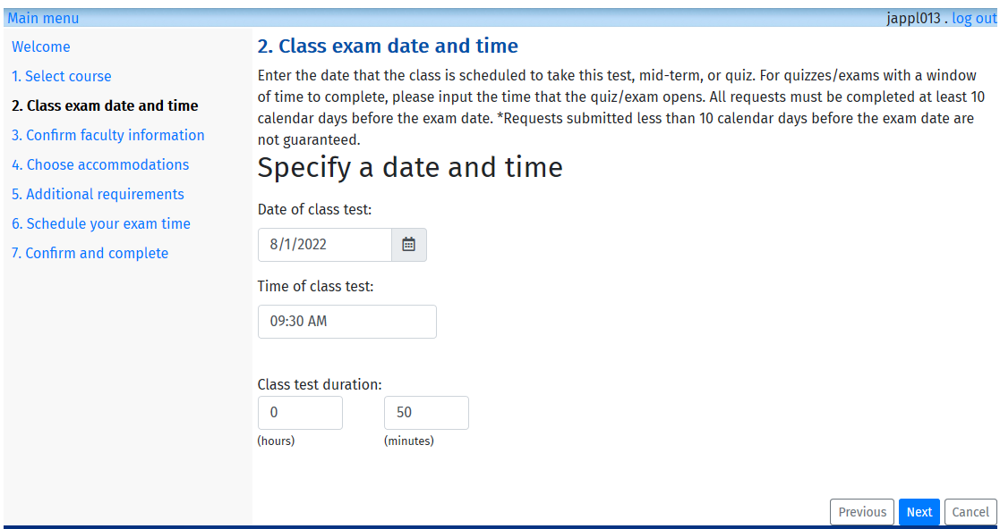 Main menu
jappl013 . log out
Welcome
1. Select course
2. Class exam date and time
3. Confirm faculty information
4. Choose accommodations
5. Additional requirements
6. Schedule your exam time
7. Confirm and complete
2. Class exam date and time
Enter the date that the class is scheduled to take this test, mid-term, or quiz. For quizzes/exams with a window
of time to complete, please input the time that the quiz/exam opens. All requests must be completed at least 10
calendar days before the exam date. *Requests submitted less than 10 calendar days before the exam date are
not guaranteed.
Specify a date and time
Date of class test:
8/1/2022
Time of class test:
09:30 AM
Class test duration:
0 50
(hours) (minutes)
Previous Next Cancel